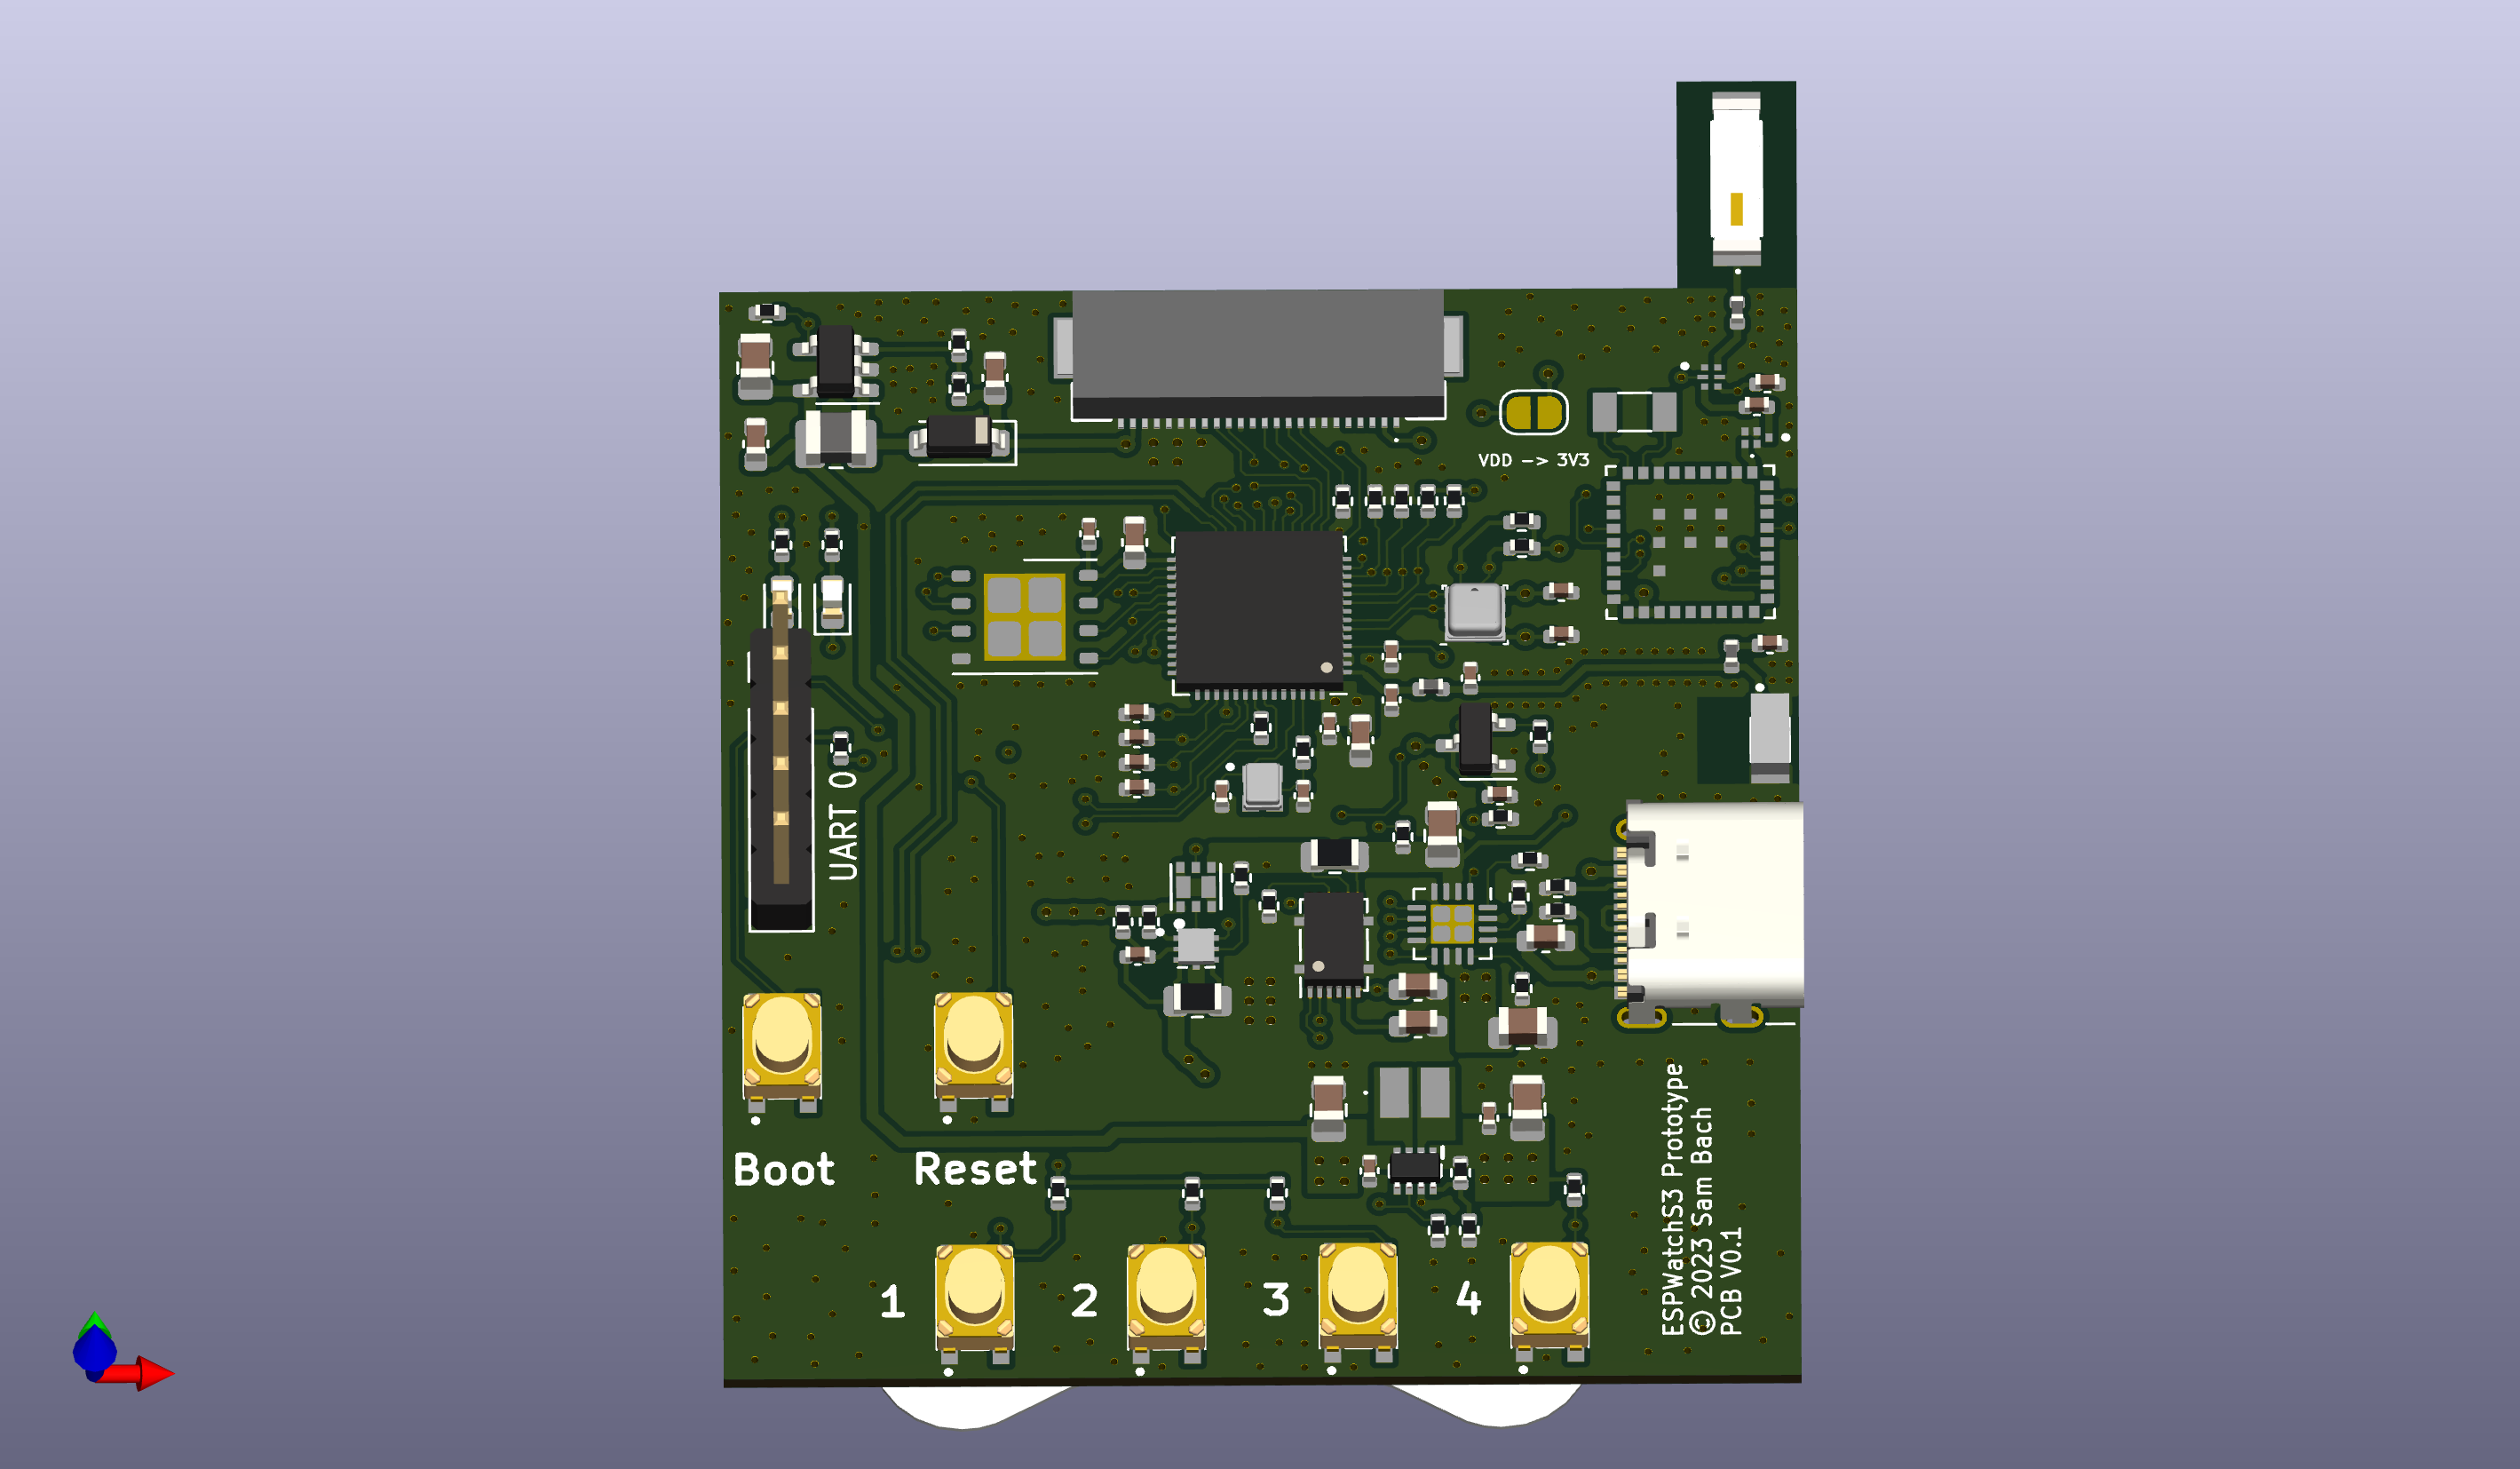 VDD -> 3V3
UART 0
Boot
Reset
1
2
3
4
ESPWatchS3 Prototype
© 2023 Sam Bach
PCB V0.1